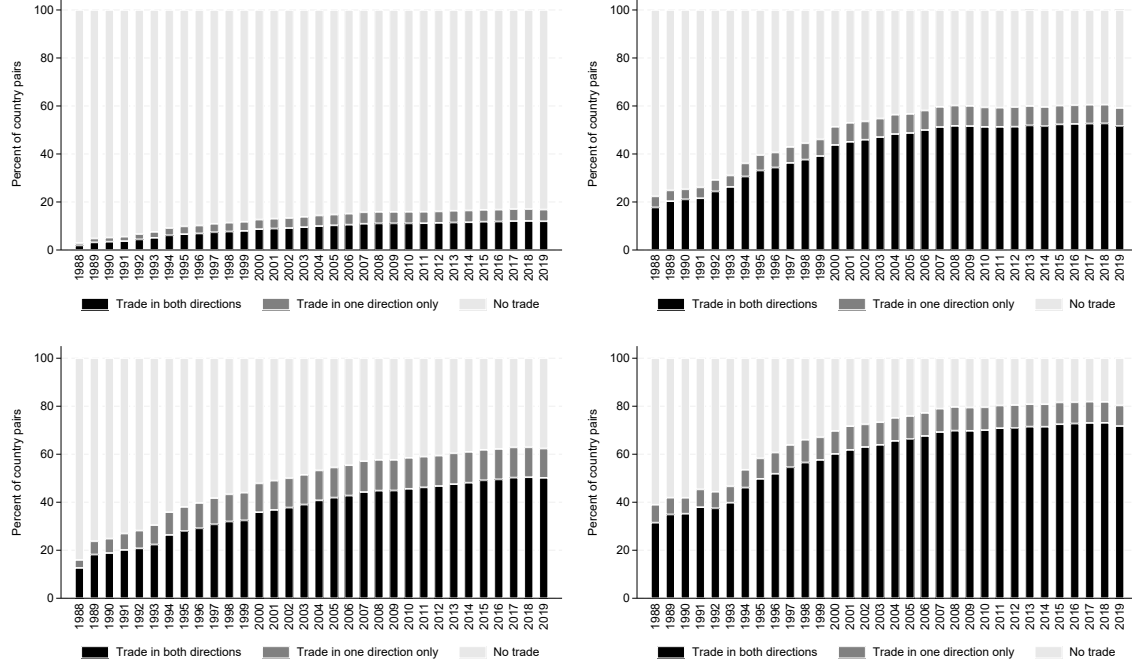 Percent of country pairs
100
80
60
40
20
0
1988 1989 1990 1991 1992 1993 1994 1995 1996 1997 1998 1999 2000 2001 2002 2003 2004 2005 2006 2007 2008 2009 2010 2011 2012 2013 2014 2015 2016 2017 2018 2019
Trade in both directions Trade in one direction only No trade
Percent of country pairs
100
80
60
40
20
0
1988 1989 1990 1991 1992 1993 1994 1995 1996 1997 1998 1999 2000 2001 2002 2003 2004 2005 2006 2007 2008 2009 2010 2011 2012 2013 2014 2015 2016 2017 2018 2019
Trade in both directions Trade in one direction only No trade
Percent of country pairs
100
80
60
40
20
0
1988 1989 1990 1991 1992 1993 1994 1995 1996 1997 1998 1999 2000 2001 2002 2003 2004 2005 2006 2007 2008 2009 2010 2011 2012 2013 2014 2015 2016 2017 2018 2019
Trade in both directions Trade in one direction only No trade
Percent of country pairs
100
80
60
40
20
0
1988 1989 1990 1991 1992 1993 1994 1995 1996 1997 1998 1999 2000 2001 2002 2003 2004 2005 2006 2007 2008 2009 2010 2011 2012 2013 2014 2015 2016 2017 2018 2019
Trade in both directions Trade in one direction only No trade